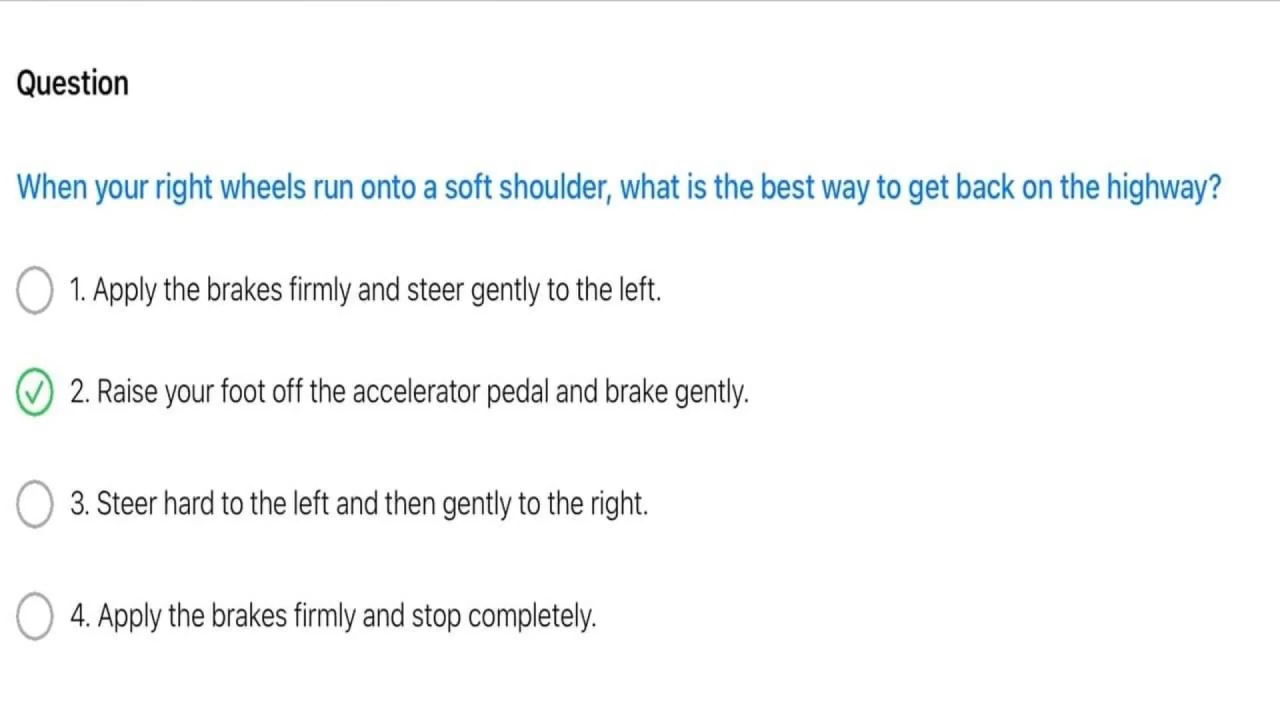 Question
When your right wheels run onto a soft shoulder, what is the best way to get back on the highway?
1. Apply the brakes firmly and steer gently to the left.
2. Raise your foot off the accelerator pedal and brake gently.
3. Steer hard to the left and then gently to the right.
4. Apply the brakes firmly and stop completely.